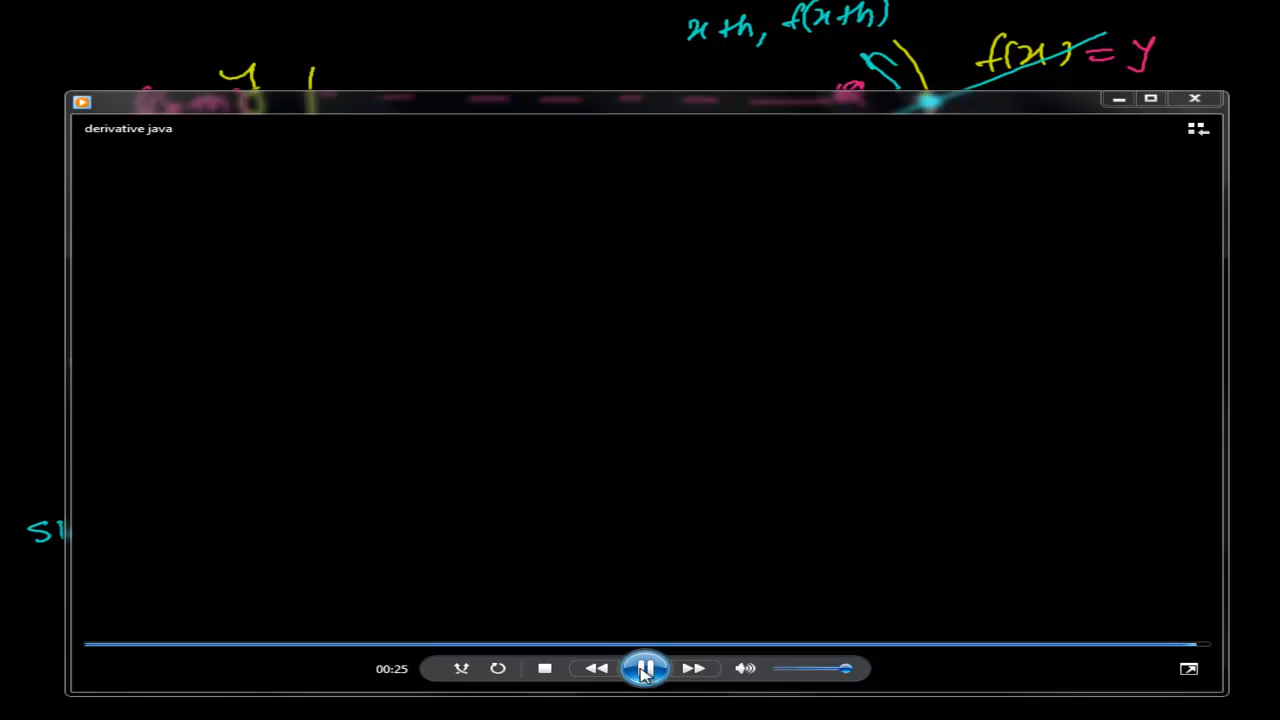 x+h, f(x+h)
f(x) = y
y
h
derivative java
00:25